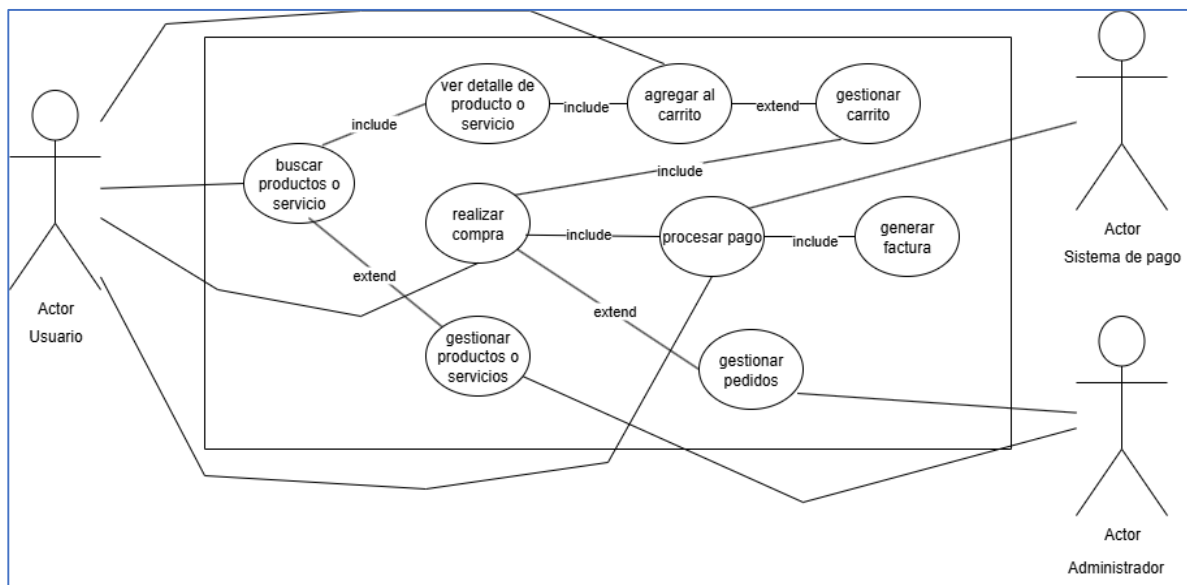 ver detalle de
producto o
servicio
include
agregar al
carrito
extend
gestionar
carrito
include
buscar
productos o
servicio
include
realizar
compra
include
procesar pago
include
generar
factura
Actor
Sistema de pago
extend
Actor
Usuario
extend
gestionar
productos o
servicios
gestionar
pedidos
Actor
Administrador